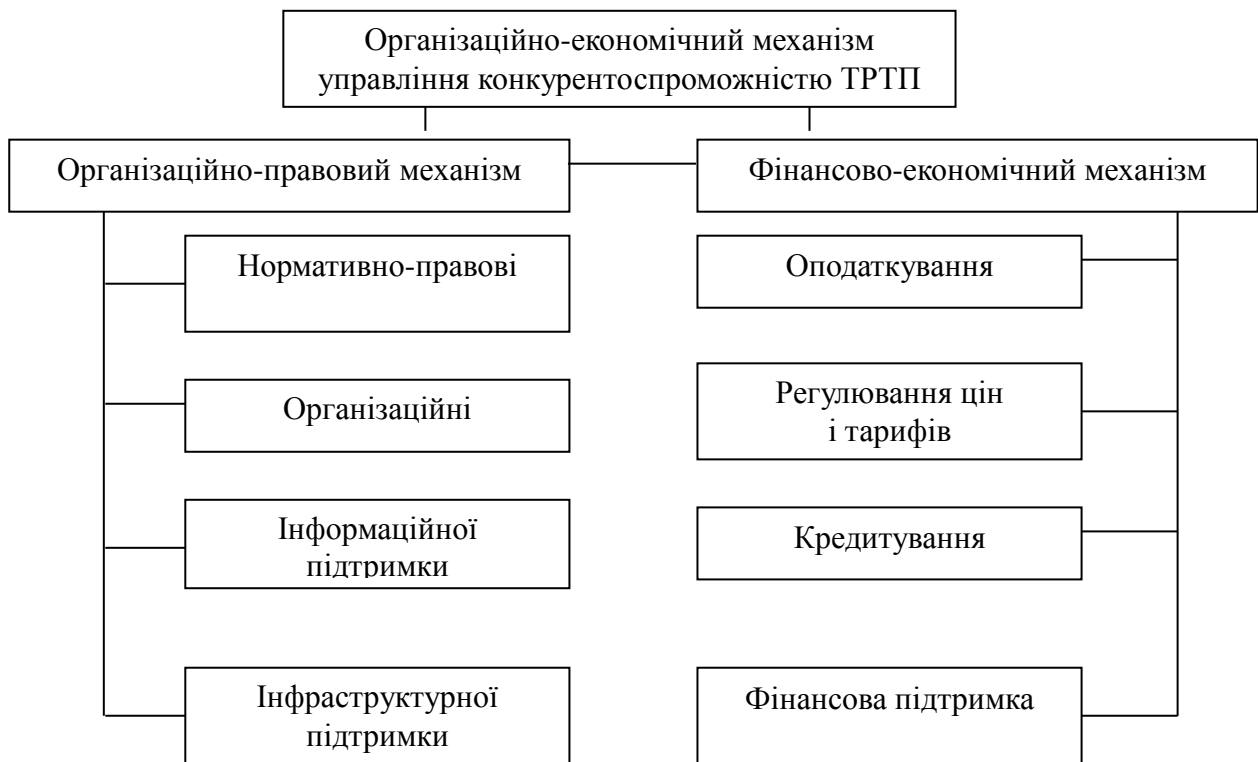 Організаційно-економічний механізм
управління конкурентоспроможністю ТРТП
Організаційно-правовий механізм
Фінансово-економічний механізм
Нормативно-правові
Оподаткування
Організаційні
Регулювання цін
і тарифів
Інформаційної
підтримки
Кредитування
Інфраструктурної
підтримки
Фінансова підтримка